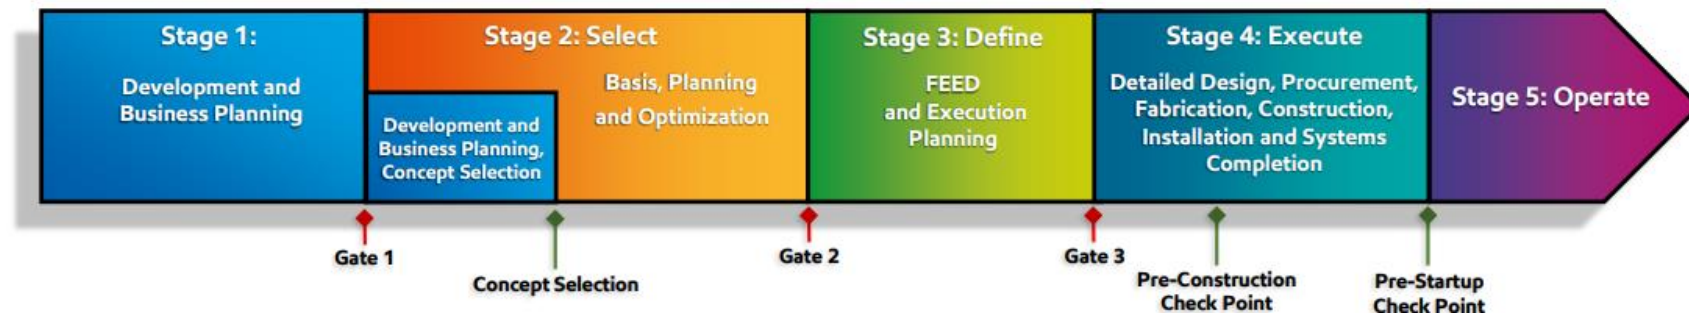 Stage 1:
Development and
Business Planning
Stage 2: Select
Basis, Planning
and Optimization
Development and
Business Planning,
Concept Selection
Stage 3: Define
FEED
and Execution
Planning
Stage 4: Execute
Detailed Design, Procurement,
Fabrication, Construction,
Installation and Systems
Completion
Stage 5: Operate
Gate 1
Concept Selection
Gate 2
Gate 3
Pre-Construction
Check Point
Pre-Startup
Check Point